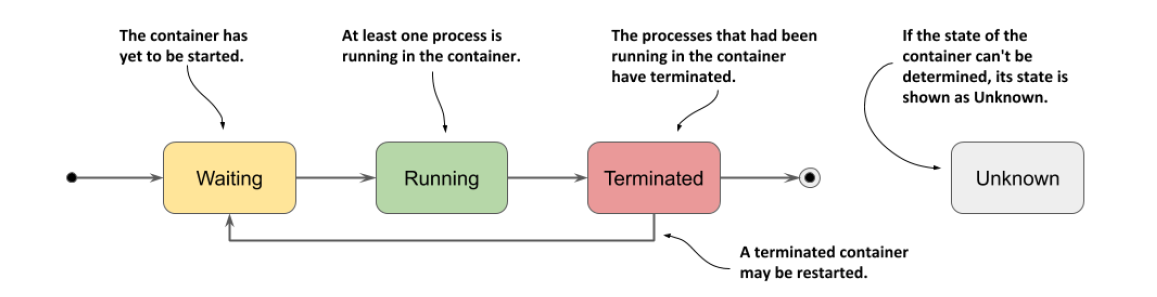 The container has
yet to be started.
At least one process is
running in the container.
The processes that had been
running in the container
have terminated.
If the state of the
container can't be
determined, its state is
shown as Unknown.
Waiting
Running
Terminated
Unknown
A terminated container
may be restarted.